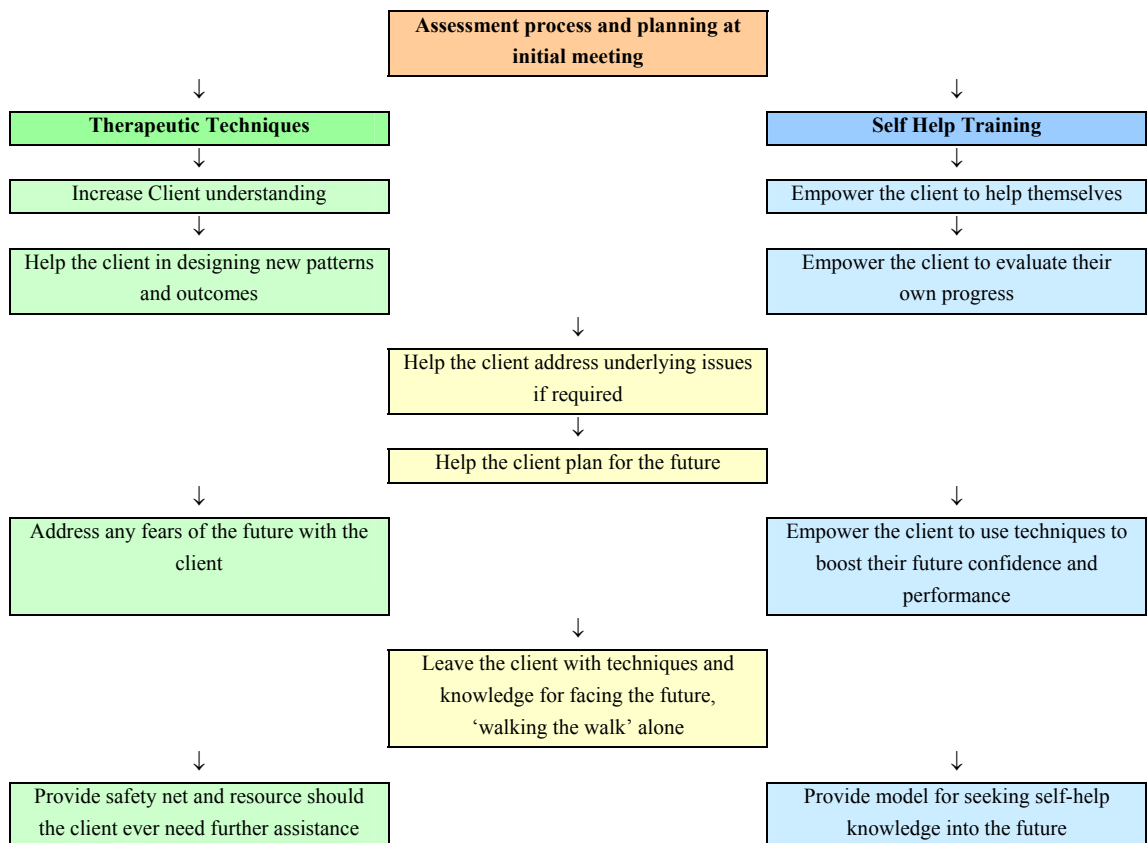 Assessment process and planning at
initial meeting
↓ ↓
Therapeutic Techniques
Self Help Training
↓ ↓
Increase Client understanding
Empower the client to help themselves
↓ ↓
Help the client in designing new patterns
and outcomes
Empower the client to evaluate their
own progress
↓
Help the client address underlying issues
if required
↓
Help the client plan for the future
↓ ↓
Address any fears of the future with the
client
Empower the client to use techniques to
boost their future confidence and
performance
↓
Leave the client with techniques and
knowledge for facing the future,
‘walking the walk’ alone
↓ ↓
Provide safety net and resource should
the client ever need further assistance
Provide model for seeking self-help
knowledge into the future